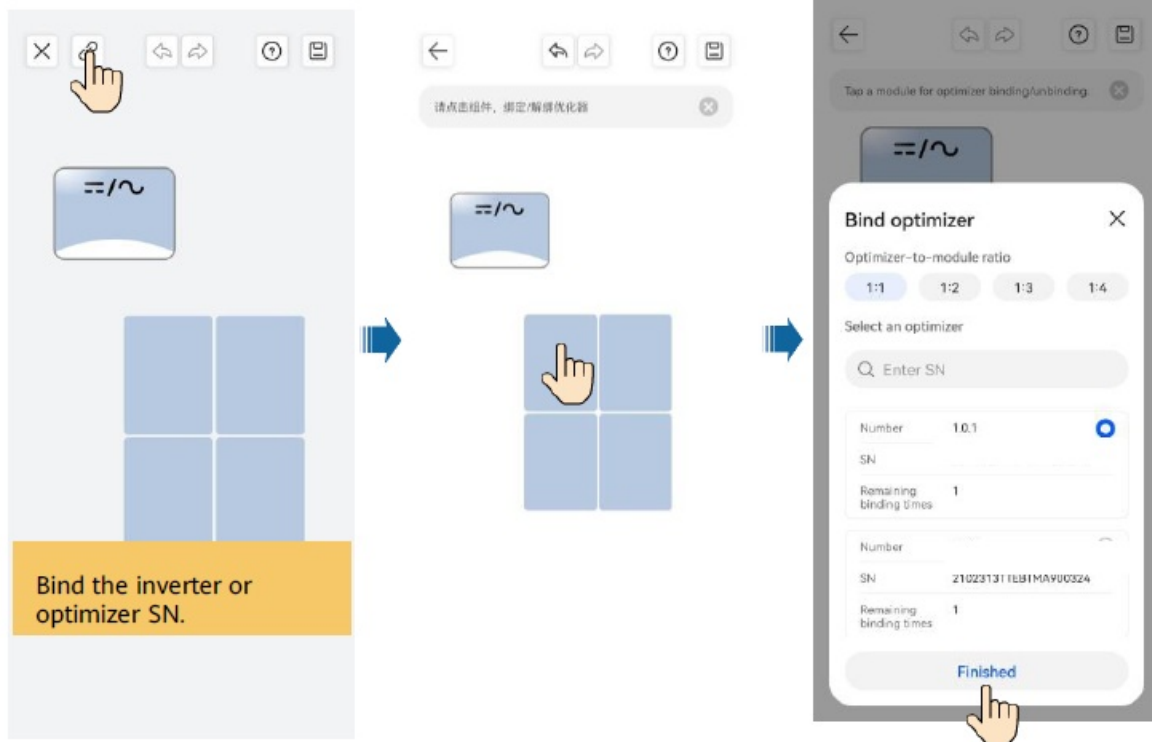 Bind the inverter or
optimizer SN.
请点击组件，绑定/解绑优化器
Tap a module for optimizer binding/unbinding.
Bind optimizer
Optimizer-to-module ratio
1:1 1:2 1:3 1:4
Select an optimizer
Enter SN
Number 1.0.1
SN
Remaining
binding times 1
Number
SN
Remaining
binding times 1
Finished